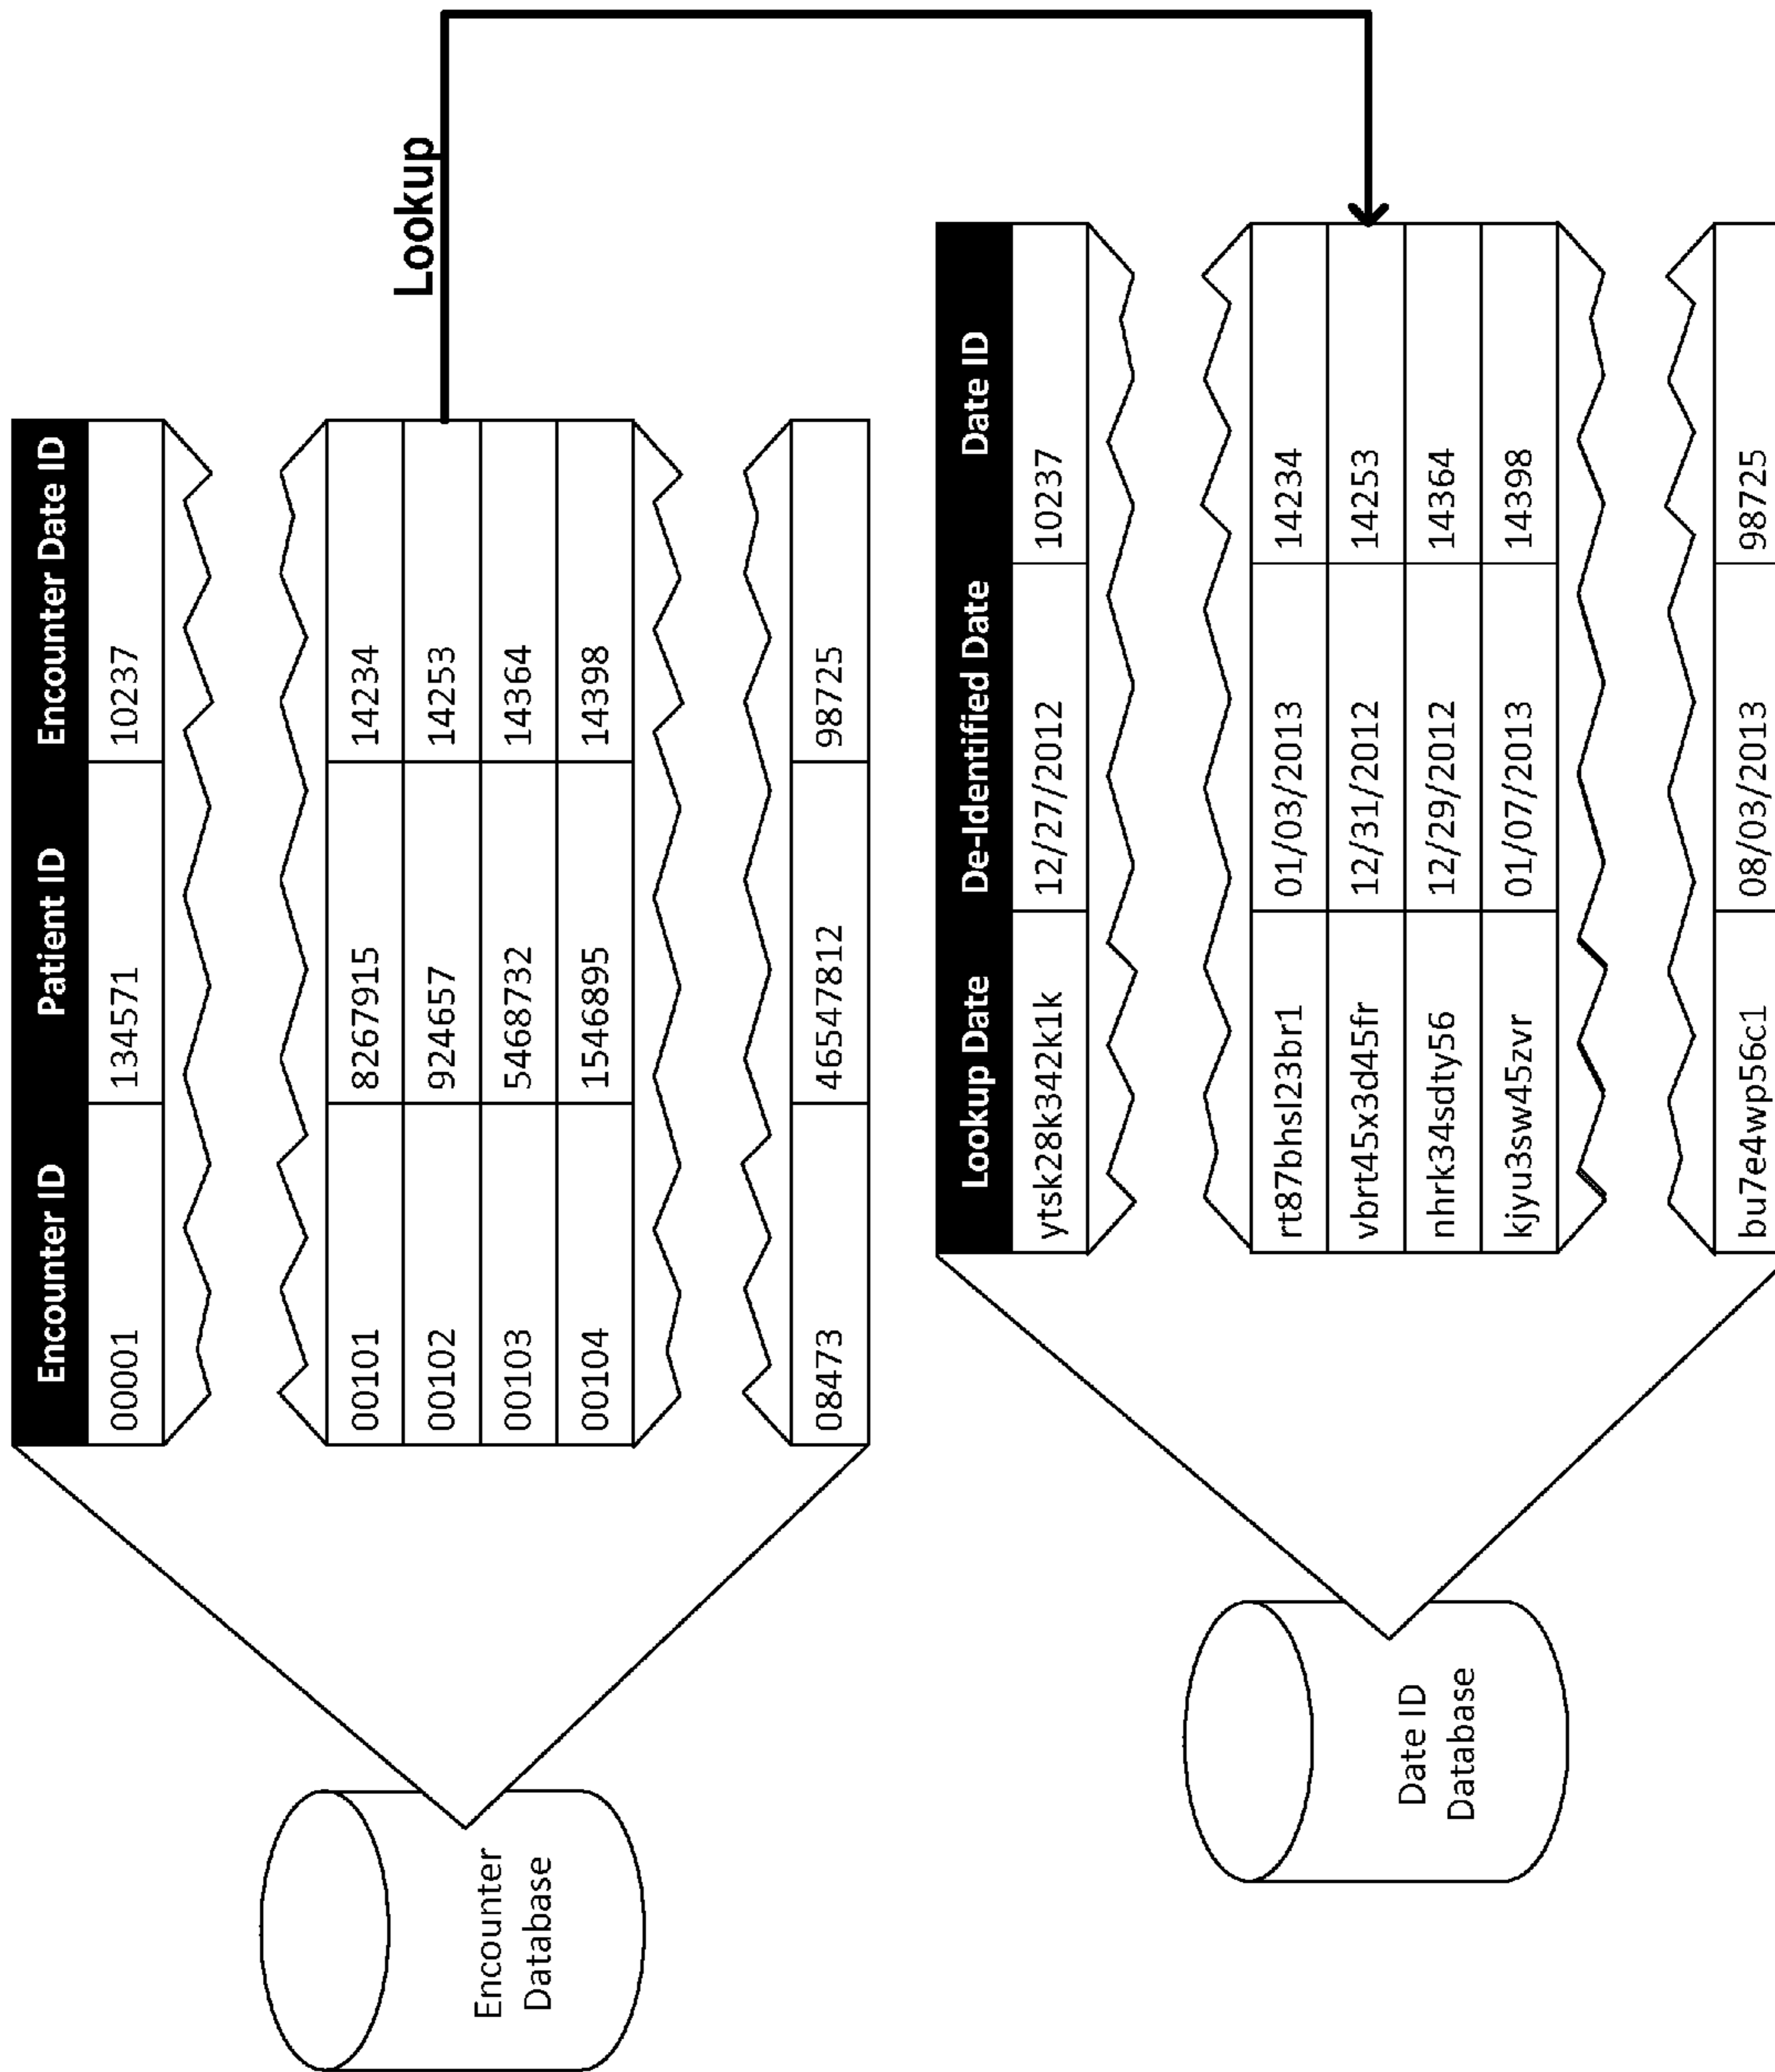 Encounter ID Patient ID Encounter Date ID
00001 134571 10237
00101 8267915 14234
00102 924657 14253
00103 5468732 14364
00104 1546895 14398
08473 46547812 98725
Encounter
Database
Lookup
Lookup Date De-Identified Date Date ID
ytsk28k342k1k 12/27/2012 10237
rt87bhsl23br1 01/03/2013 14234
vbrt45x3d45fr 12/31/2012 14253
nhrk34sdty56 12/29/2012 14364
kjyu3sw45zvr 01/07/2013 14398
bu7e4wp56c1 08/03/2013 98725
Date ID
Database